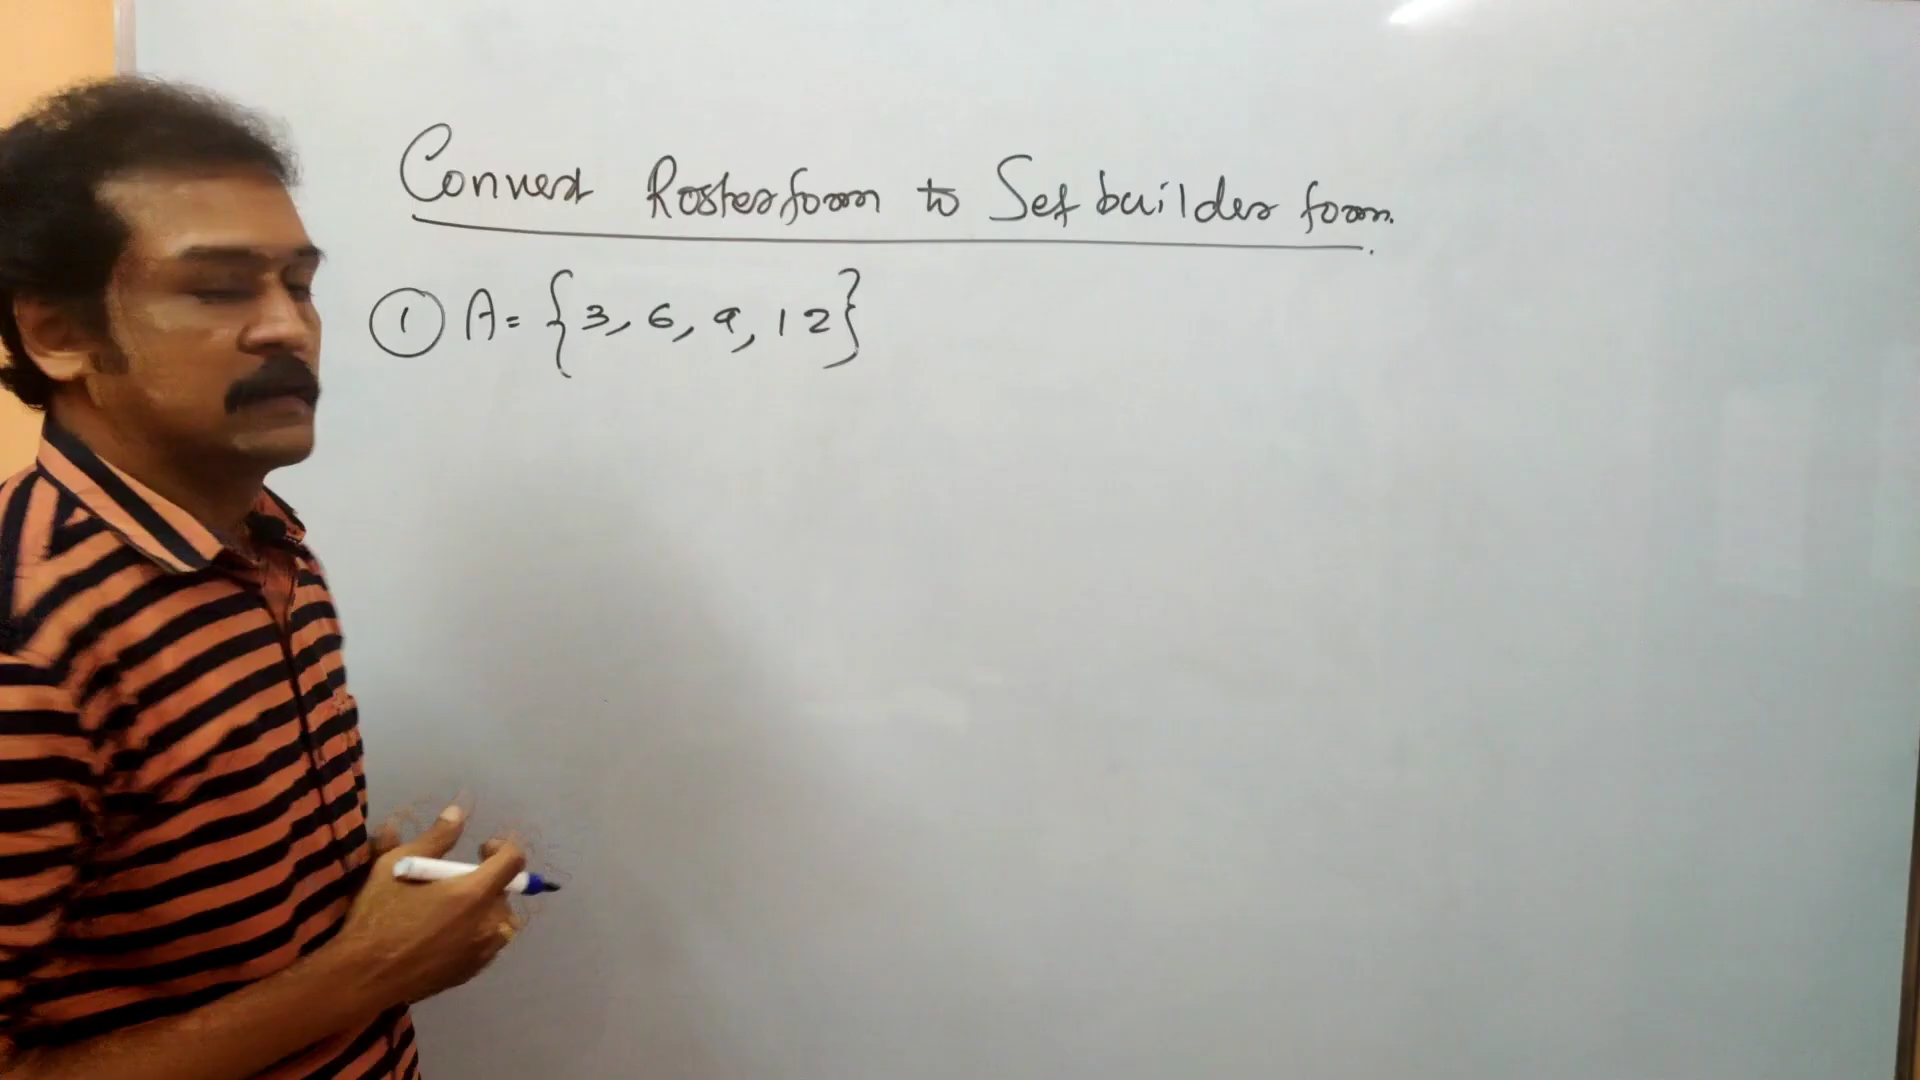 Convert Roster form to Set builder form.
① A = {3, 6, 9, 12}